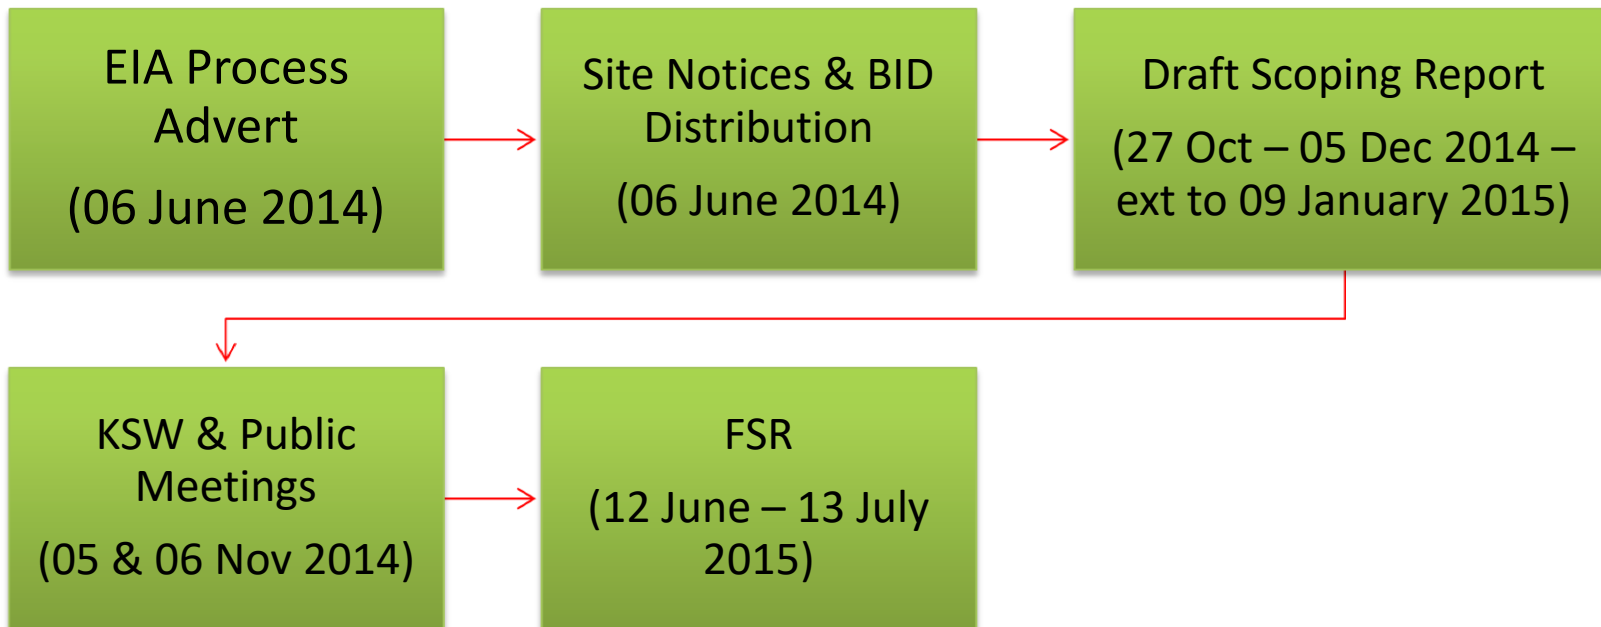 EIA Process
Advert
(06 June 2014)
Site Notices & BID
Distribution
(06 June 2014)
Draft Scoping Report
(27 Oct – 05 Dec 2014 –
ext to 09 January 2015)
KSW & Public
Meetings
(05 & 06 Nov 2014)
FSR
(12 June – 13 July
2015)